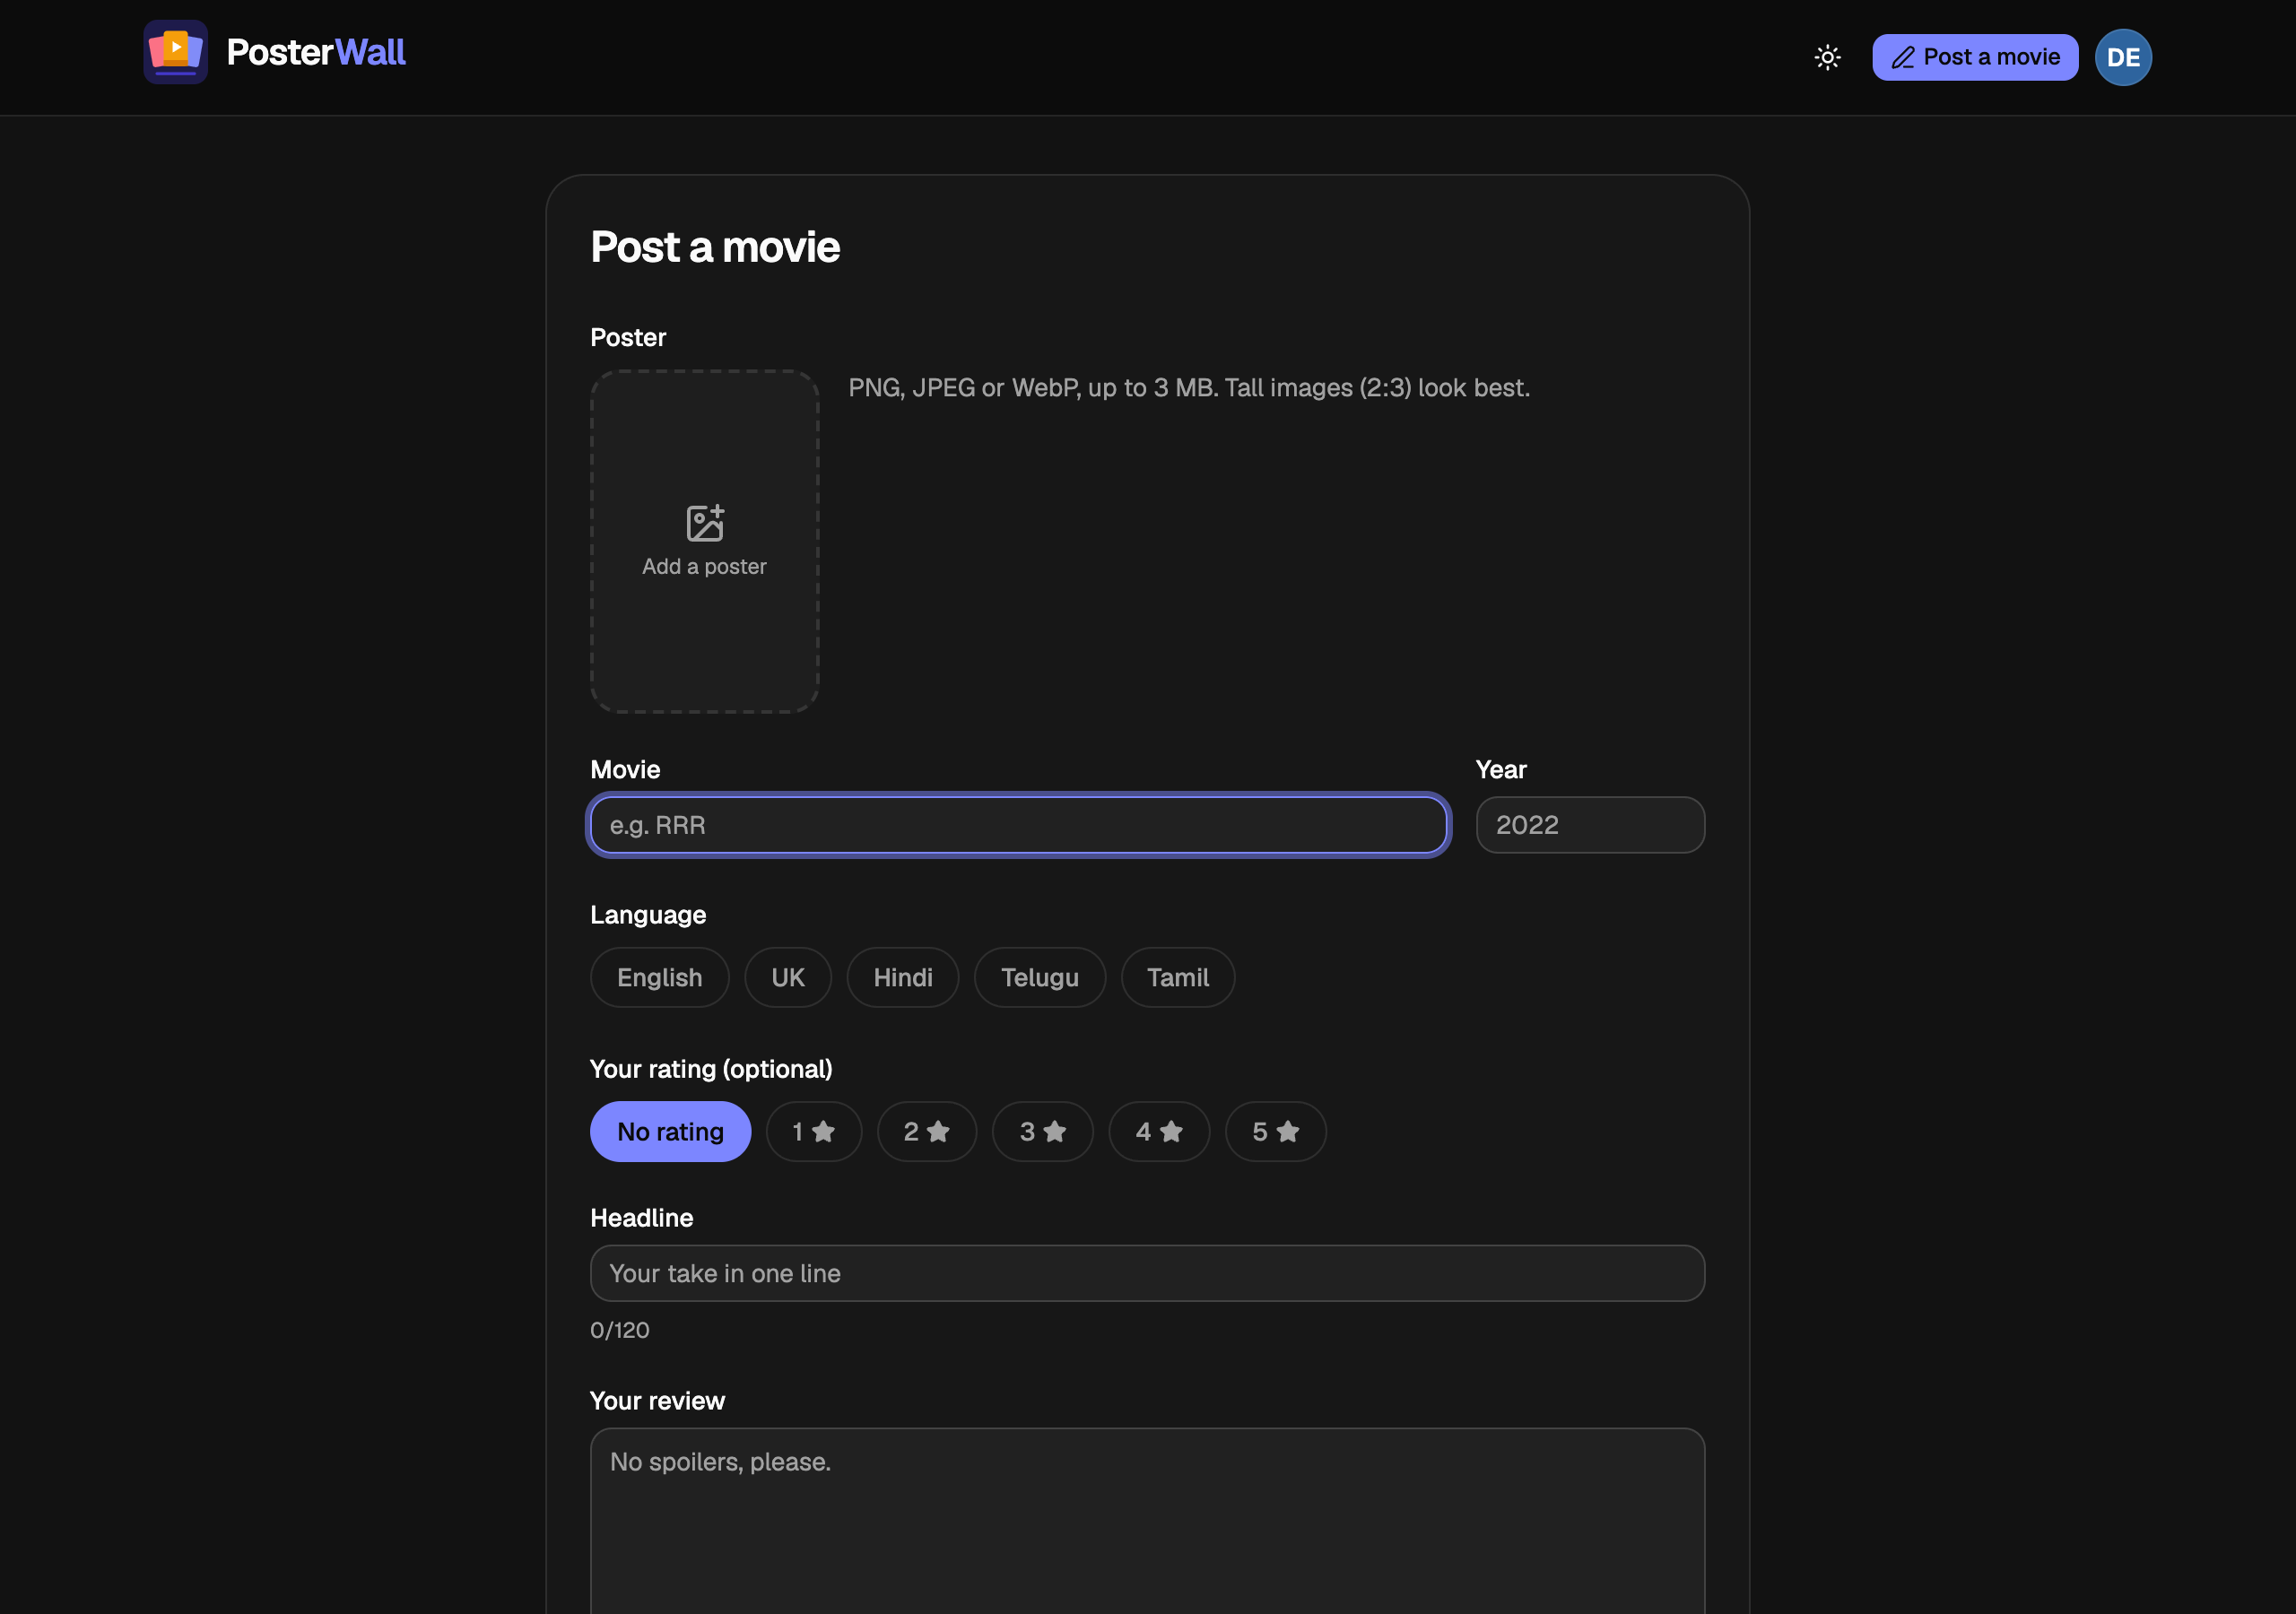 PosterWall
Post a movie
DE
Post a movie
Poster
PNG, JPEG or WebP, up to 3 MB. Tall images (2:3) look best.
Add a poster
Movie
Year
e.g. RRR
2022
Language
English UK Hindi Telugu Tamil
Your rating (optional)
No rating 1 2 3 4 5
Headline
Your take in one line
0/120
Your review
No spoilers, please.